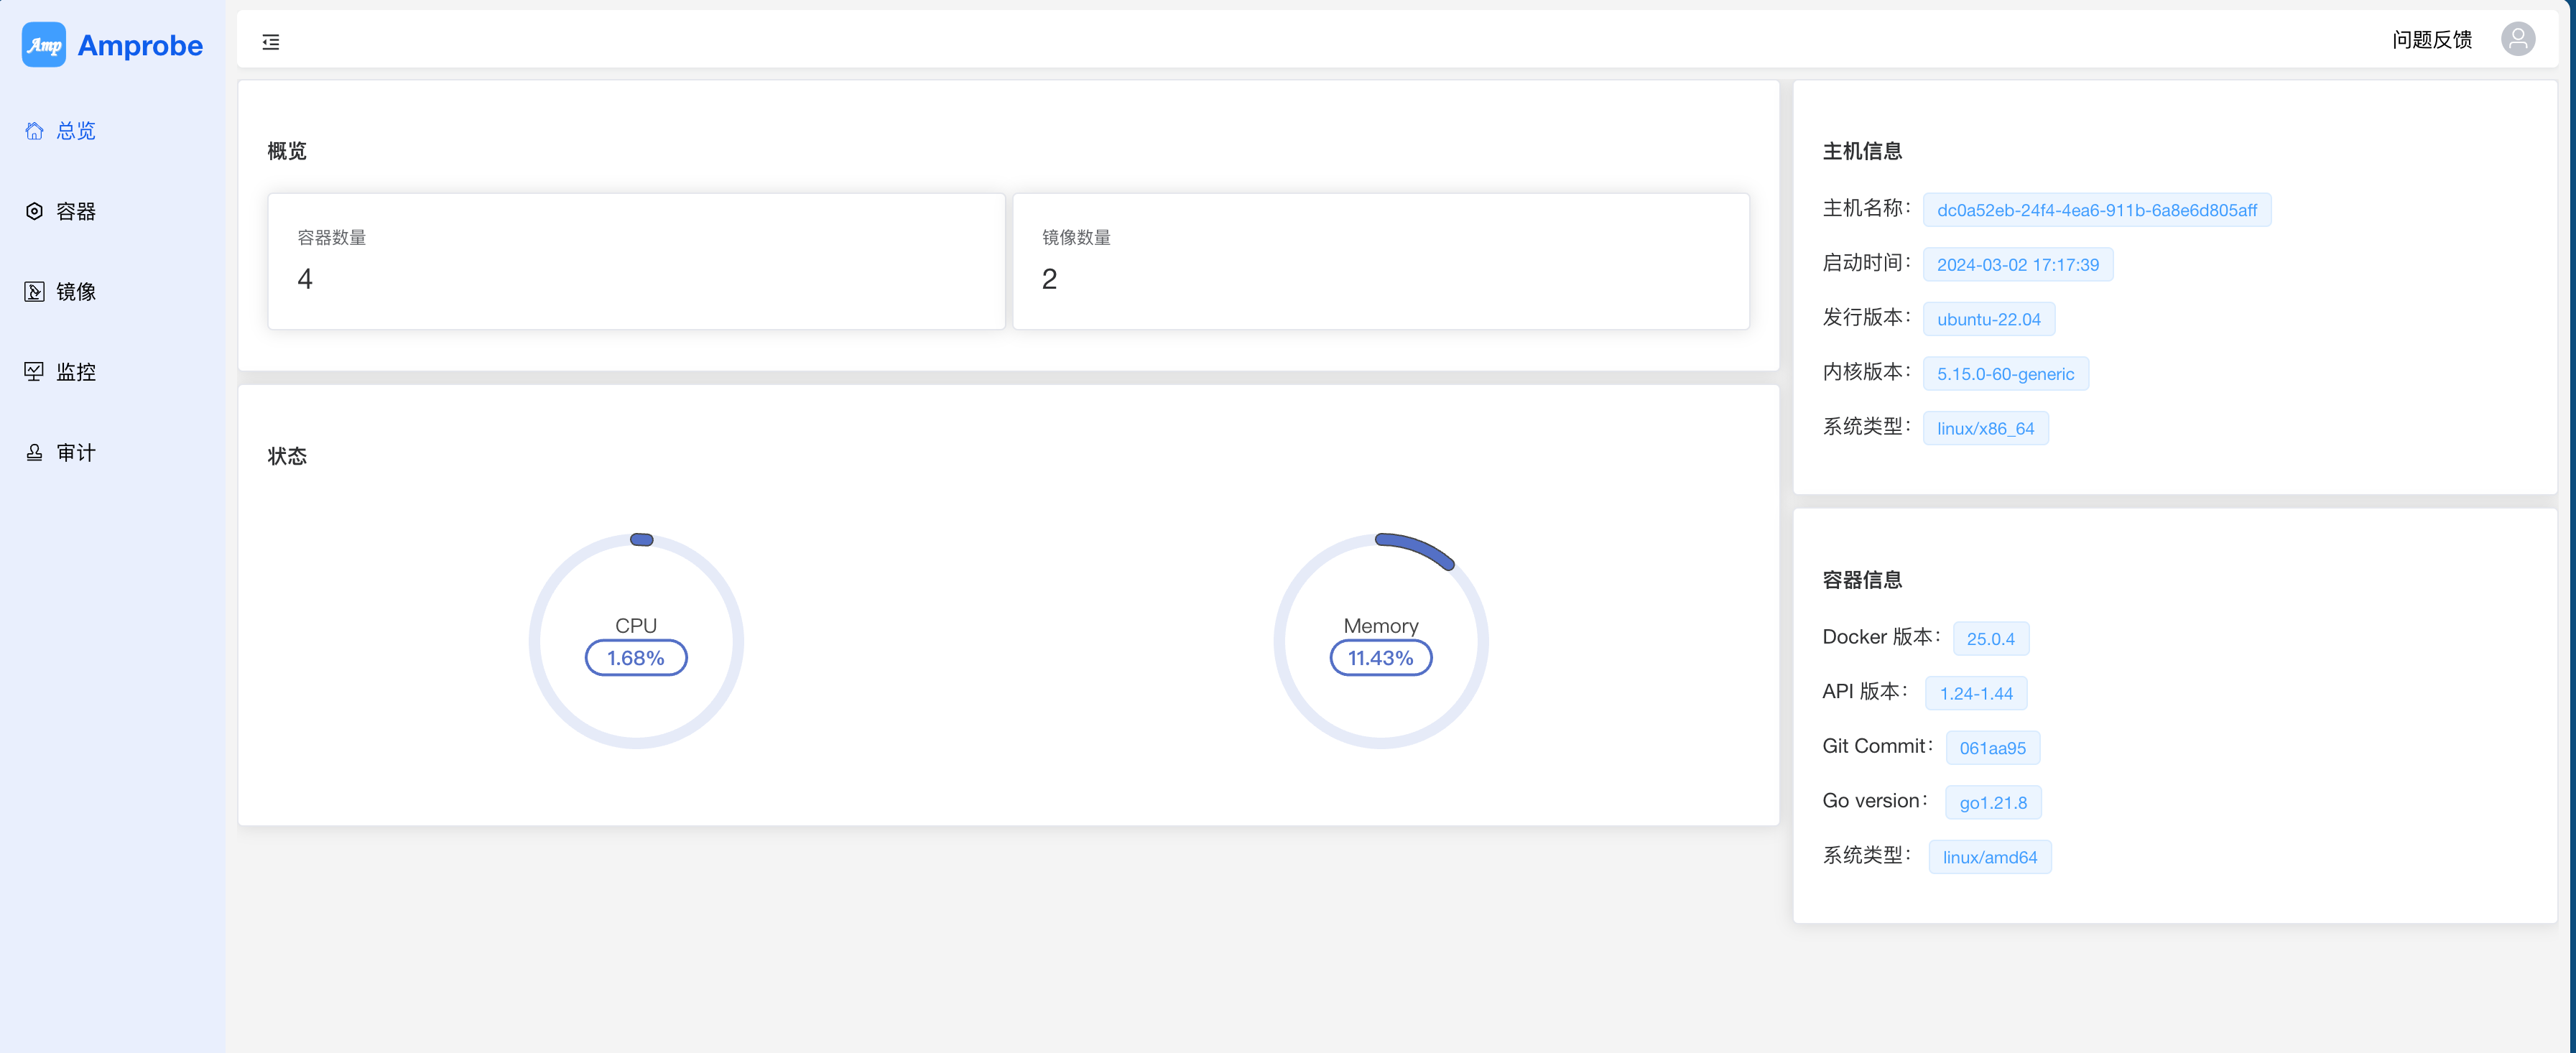 Amp Amprobe
总览
容器
镜像
监控
审计
问题反馈
概览
容器数量
4
镜像数量
2
状态
CPU
1.68%
Memory
11.43%
主机信息
主机名称： dc0a52eb-24f4-4ea6-911b-6a8e6d805aff
启动时间： 2024-03-02 17:17:39
发行版本： ubuntu-22.04
内核版本： 5.15.0-60-generic
系统类型： linux/x86_64
容器信息
Docker 版本： 25.0.4
API 版本： 1.24-1.44
Git Commit： 061aa95
Go version： go1.21.8
系统类型： linux/amd64